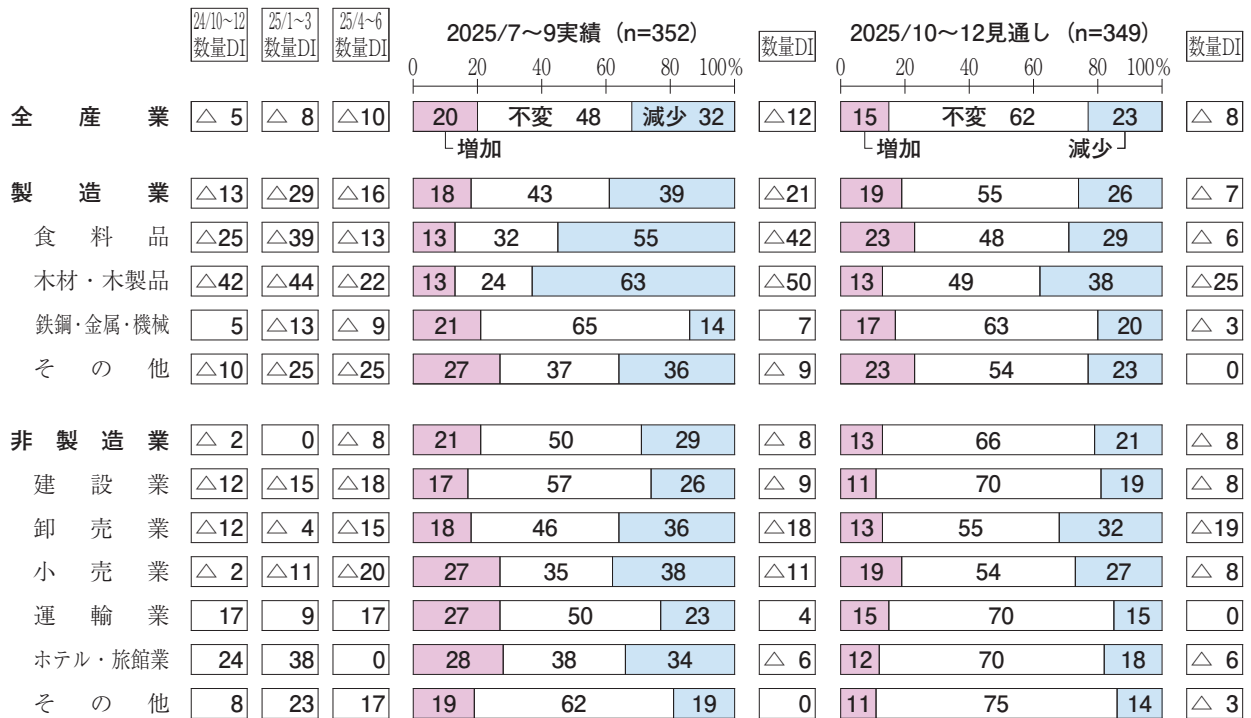 24/10~12 25/1~3 25/4~6
数量DI 数量DI 数量DI 2025/7~9実績 (n=352) 数量DI 2025/10~12見通し (n=349) 数量DI
0 20 40 60 80 100% 0 20 40 60 80 100%
全産業 △5 △8 △10 20 不変 48 減少 32 △12 15 不変 62 23 △8
増加 増加 減少
製造業 △13 △29 △16 18 43 39 △21 19 55 26 △7
食料品 △25 △39 △13 13 32 55 △42 23 48 29 △6
木材・木製品 △42 △44 △22 13 24 63 △50 13 49 38 △25
鉄鋼・金属・機械 5 △13 △9 21 65 14 7 17 63 20 △3
その他 △10 △25 △25 27 37 36 △9 23 54 23 0
非製造業 △2 0 △8 21 50 29 △8 13 66 21 △8
建設業 △12 △15 △18 17 57 26 △9 11 70 19 △8
卸売業 △12 △4 △15 18 46 36 △18 13 55 32 △19
小売業 △2 △11 △20 27 35 38 △11 19 54 27 △8
運輸業 17 9 17 27 50 23 4 15 70 15 0
ホテル・旅館業 24 38 0 28 38 34 △6 12 70 18 △6
その他 8 23 17 19 62 19 0 11 75 14 △3